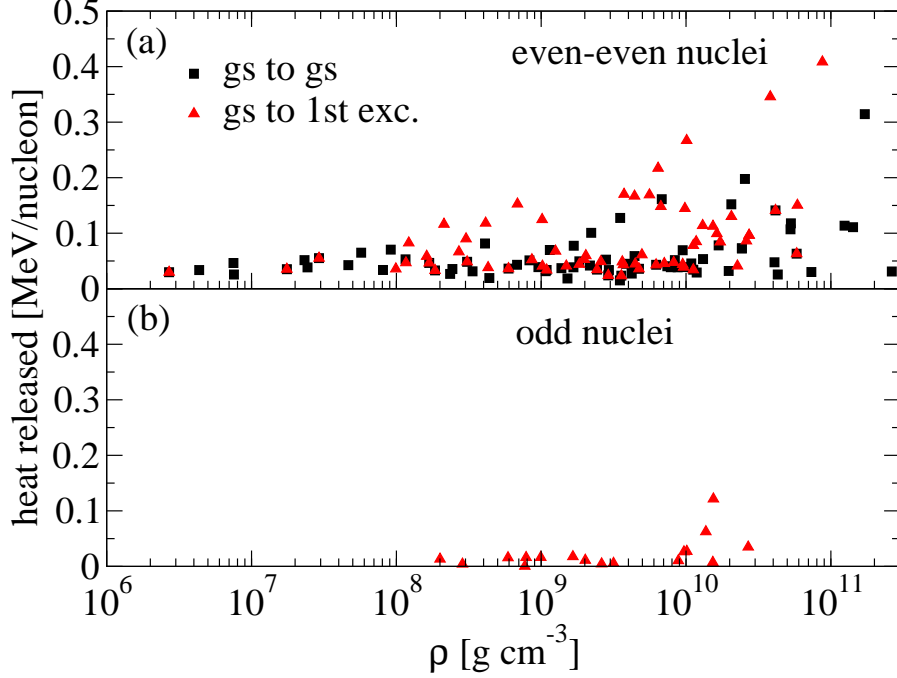 (a)
even-even nuclei
gs to gs
gs to 1st exc.
0.5
0.4
0.3
0.2
0.1
0
heat released [MeV/nucleon]
(b)
odd nuclei
0.4
0.3
0.2
0.1
0
10^6 10^7 10^8 10^9 10^10 10^11
ρ [g cm^-3]